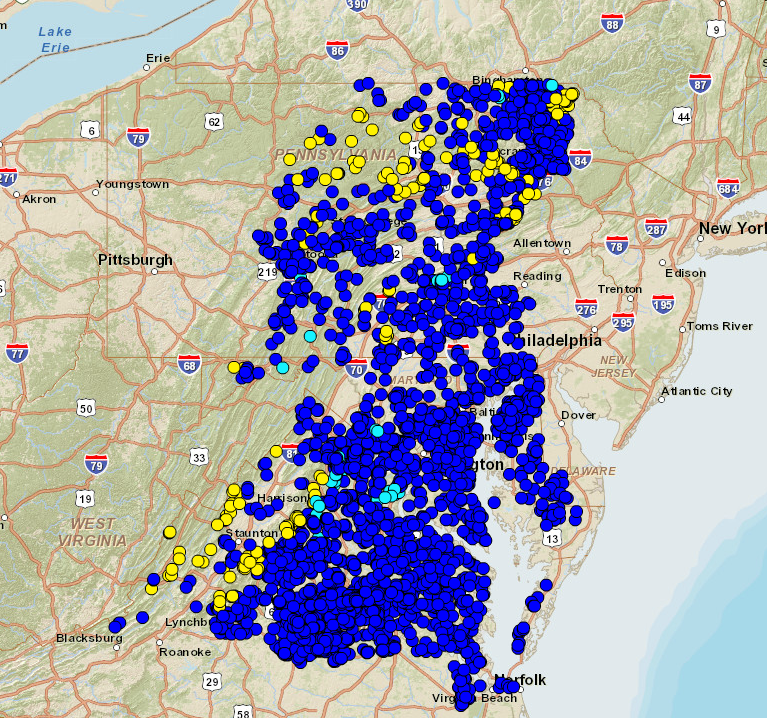 390
88
9
Lake
Erie
86
Erie
Binghamton
87
6
62
79
44
PENNSYLVANIA
15
84
271
76
Youngstown
684
Akron
287
New York
Allentown
78
Pittsburgh
219
Reading
Edison
Trenton
276
195
295
Toms River
Philadelphia
77
68
70
NEW
JERSEY
Atlantic City
50
Dover
33
79
DELAWARE
19
WEST
VIRGINIA
Staunton
13
Blacksburg
Roanoke
29
Norfolk
Virginia Beach
58